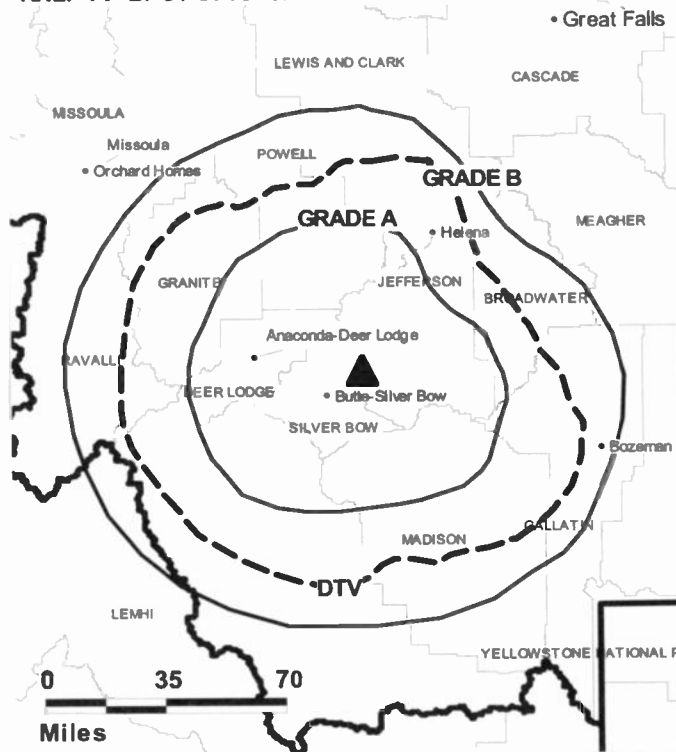 Great Falls
LEWIS AND CLARK
CASCADE
MISSOULA
Missoula
POWELL
Orchard Homes
GRADE B
GRADE A
MEAGHER
Helena
GRANITE
JEFFERSON
BROADWATER
Anaconda-Deer Lodge
RAVALL
DEER LODGE
Butte-Silver Bow
SILVER BOW
Bozeman
GALLATIN
MADISON
DTV
LEMHI
YELLOWSTONE NATIONAL P
0 35 70
Miles